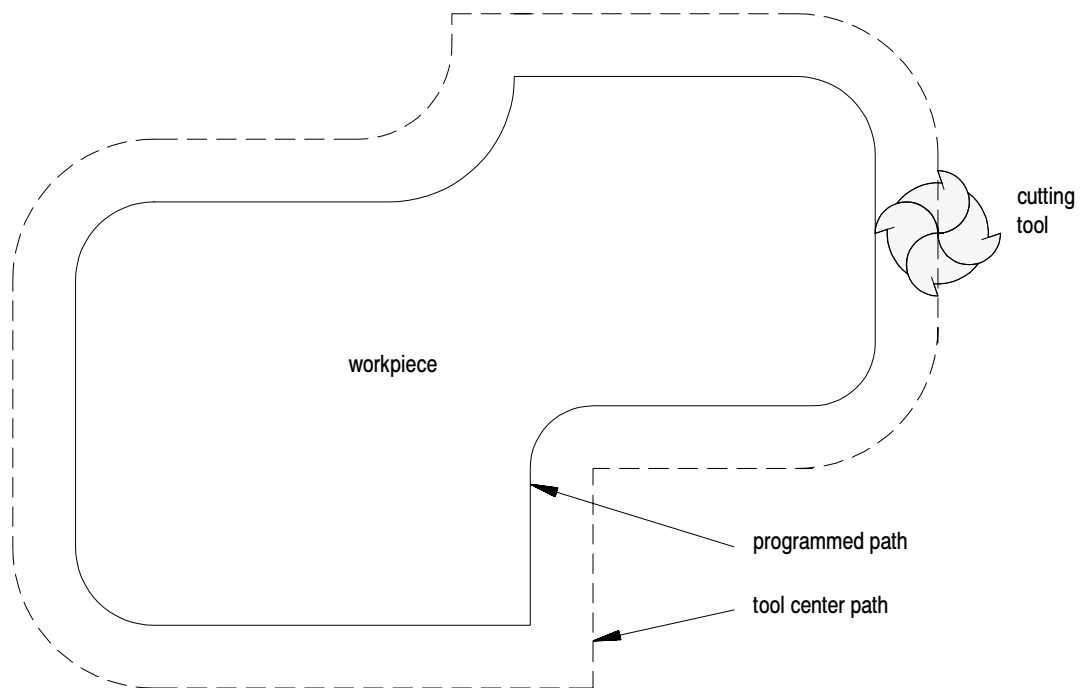 cutting
tool
workpiece
programmed path
tool center path